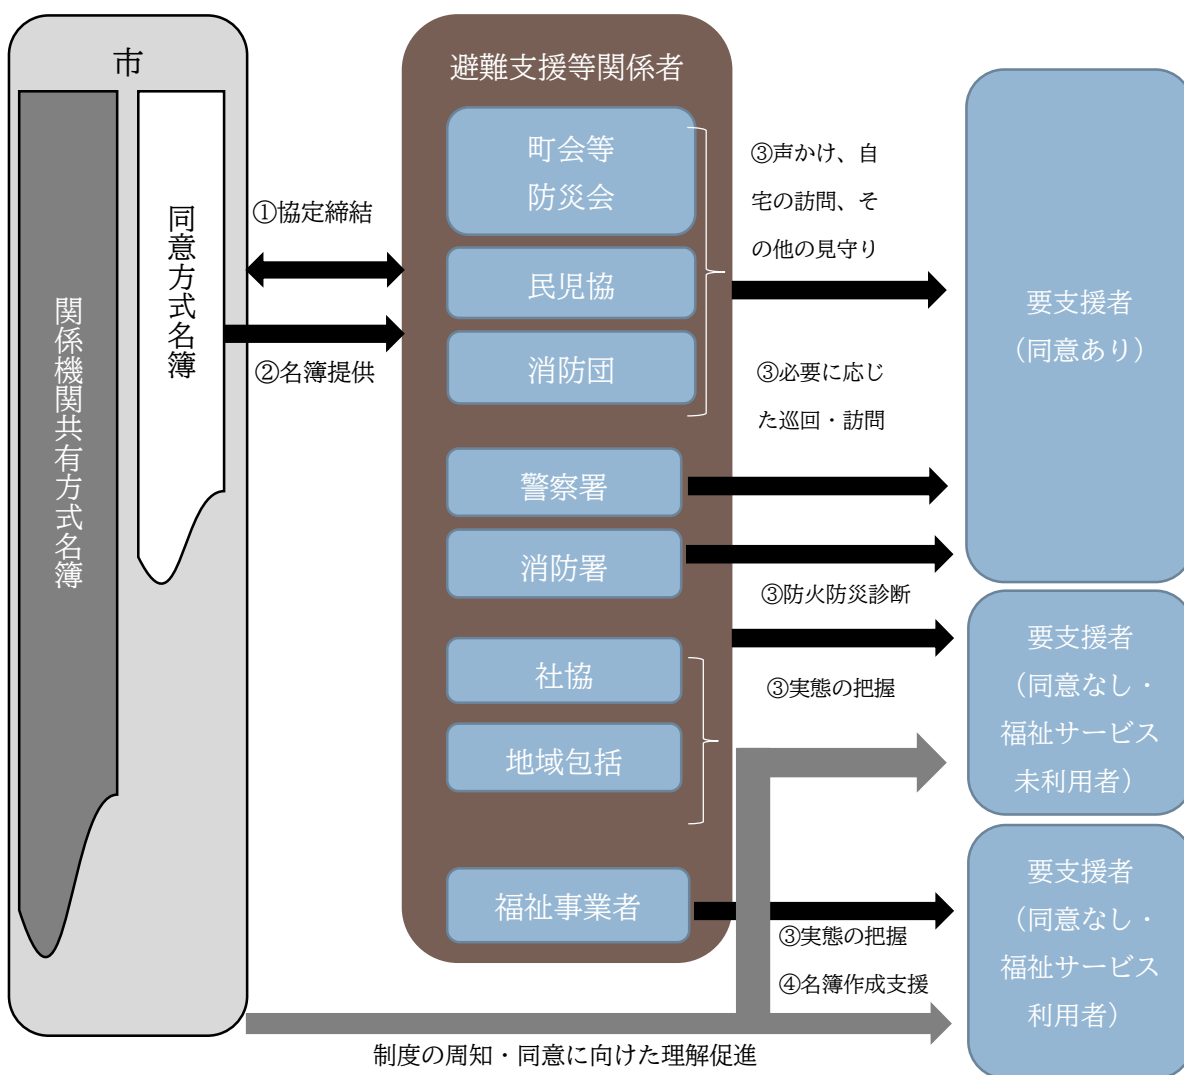 市
関係機関共有方式名簿
同意方式名簿
①協定締結
②名簿提供
避難支援等関係者
町会等
防災会
民児協
消防団
警察署
消防署
社協
地域包括
福祉事業者
③声かけ、自
宅の訪問、そ
の他の見守り
③必要に応じ
た巡回・訪問
③防火防災診断
③実態の把握
③実態の把握
④名簿作成支援
要支援者
（同意あり）
要支援者
（同意なし・
福祉サービス
未利用者）
要支援者
（同意なし・
福祉サービス
利用者）
制度の周知・同意に向けた理解促進